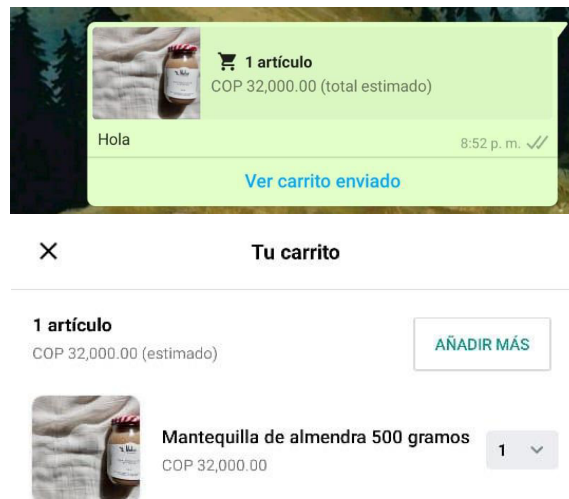 1 artículo
COP 32,000.00 (total estimado)
Hola
8:52 p. m.
Ver carrito enviado
Tu carrito
1 artículo
COP 32,000.00 (estimado)
AÑADIR MÁS
Mantequilla de almendra 500 gramos
1
COP 32,000.00